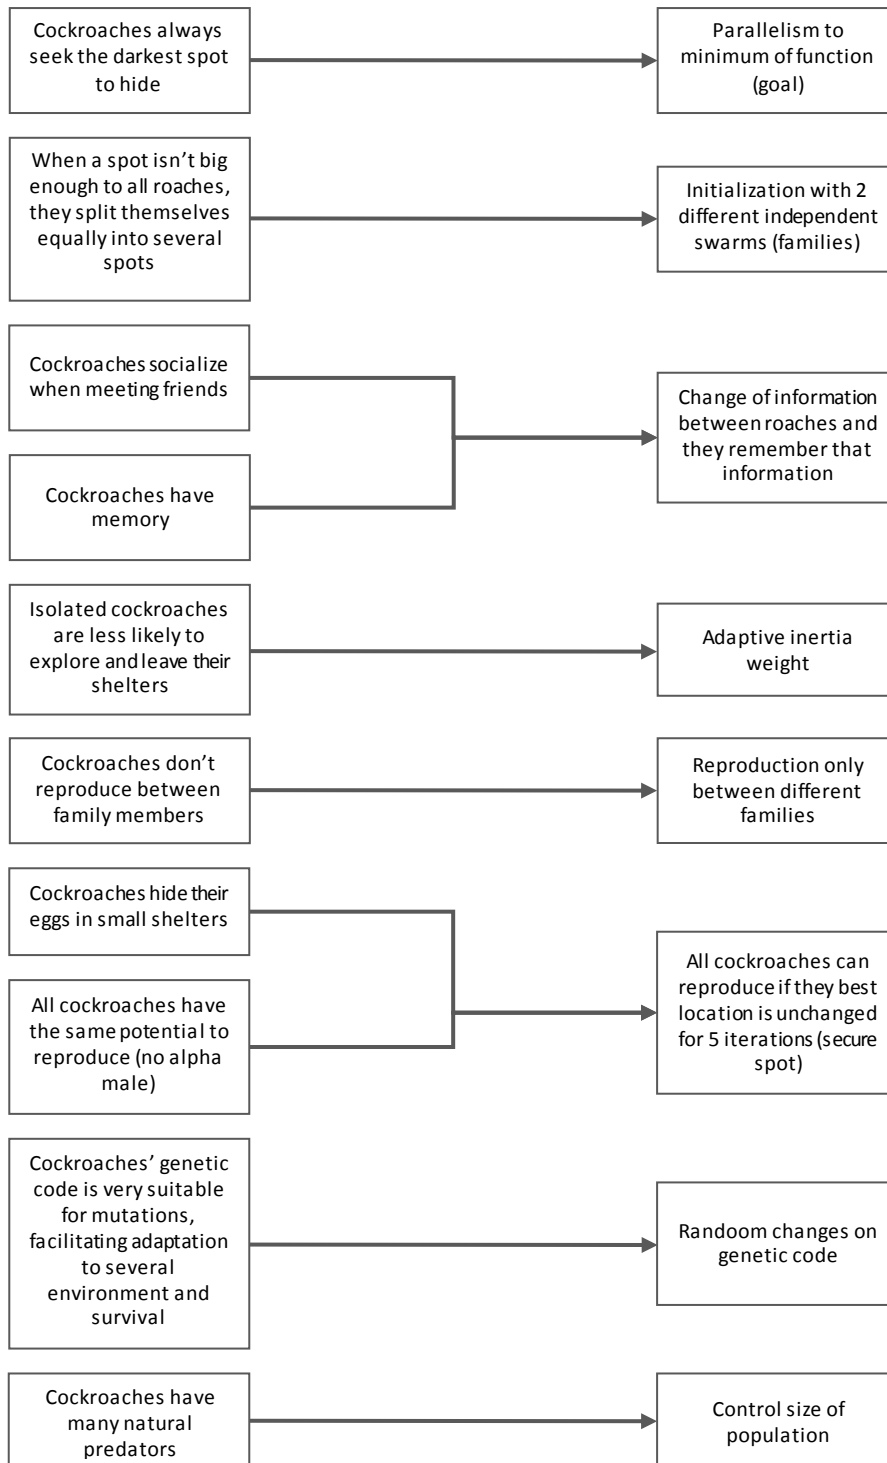 Cockroaches always
seek the darkest spot
to hide
Parallelism to
minimum of function
(goal)
When a spot isn't big
enough to all roaches,
they split themselves
equally into several
spots
Initialization with 2
different independent
swarms (families)
Cockroaches socialize
when meeting friends
Cockroaches have
memory
Change of information
between roaches and
they remember that
information
Isolated cockroaches
are less likely to
explore and leave their
shelters
Adaptive inertia
weight
Cockroaches don't
reproduce between
family members
Reproduction only
between different
families
Cockroaches hide their
eggs in small shelters
All cockroaches have
the same potential to
reproduce (no alpha
male)
All cockroaches can
reproduce if they best
location is unchanged
for 5 iterations (secure
spot)
Cockroaches' genetic
code is very suitable
for mutations,
facilitating adaptation
to several
environment and
survival
Randoom changes on
genetic code
Cockroaches have
many natural
predators
Control size of
population